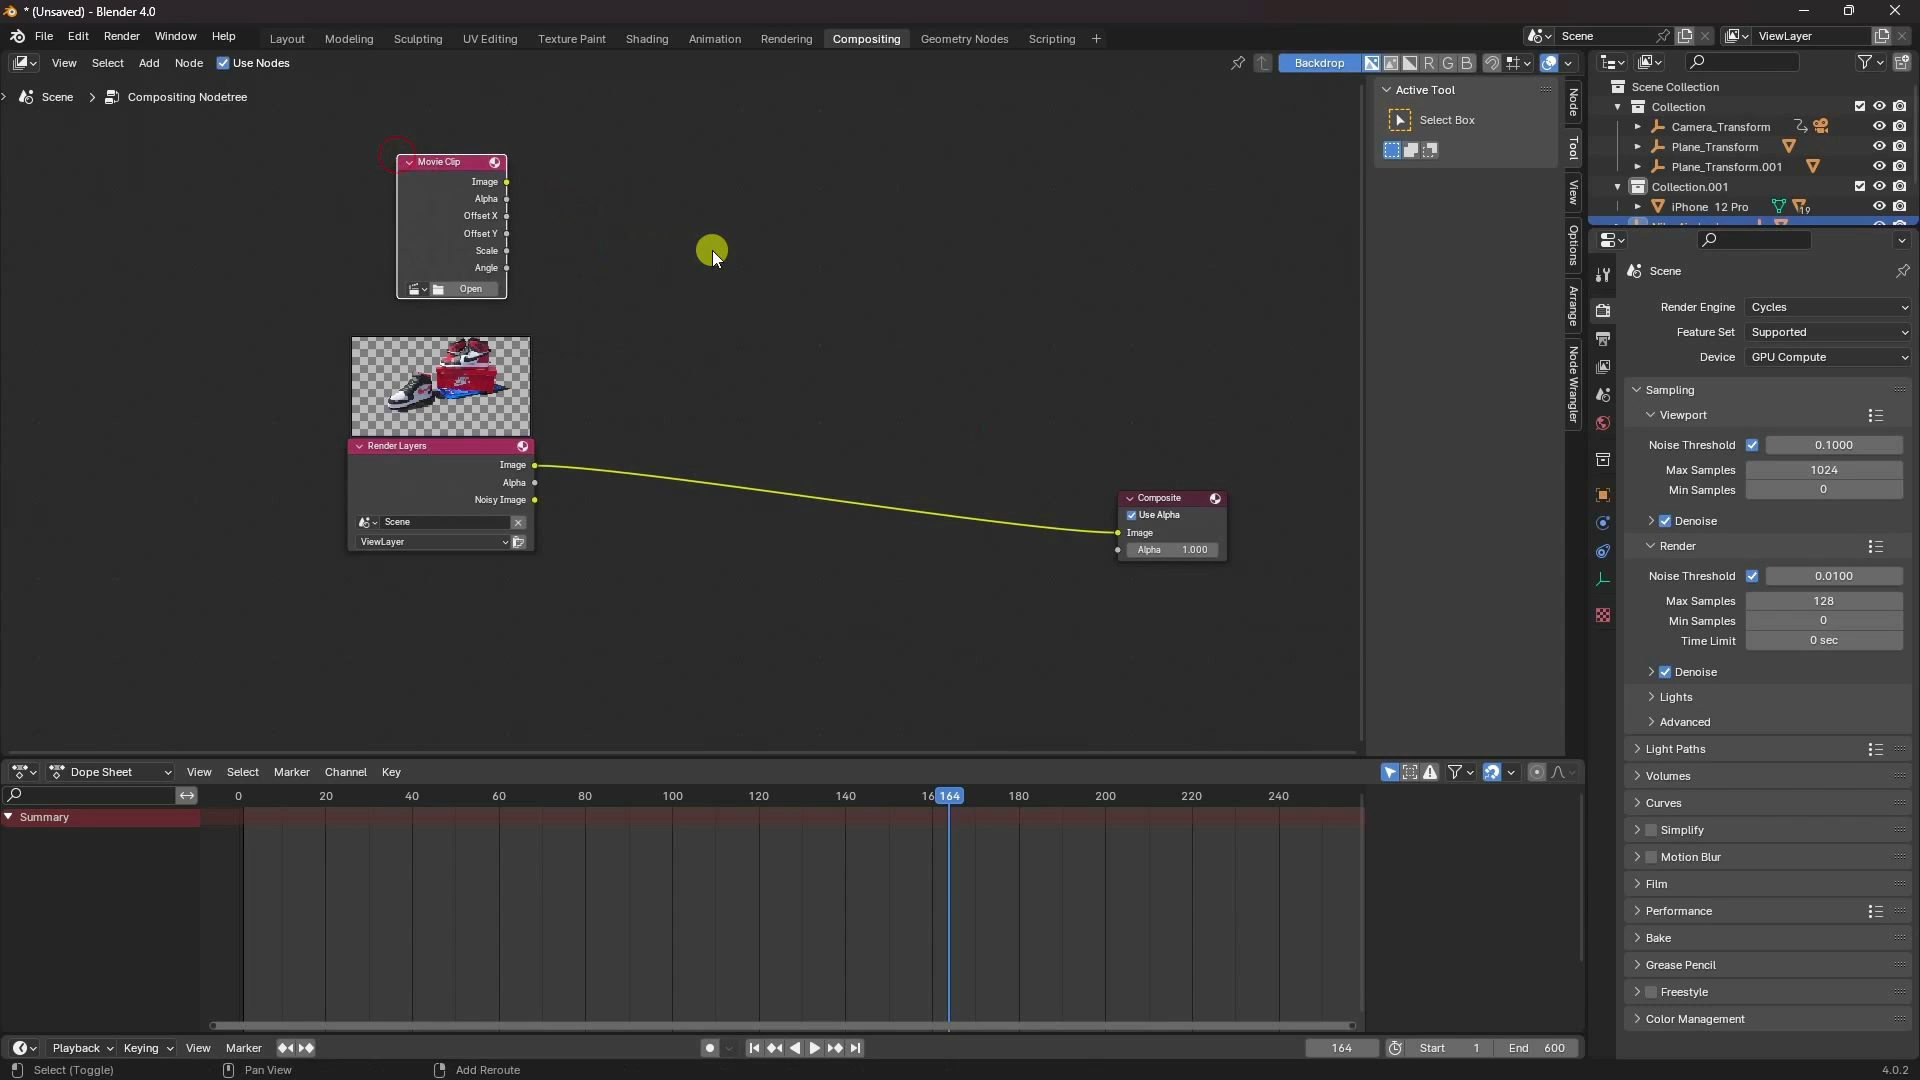 * (Unsaved) - Blender 4.0
File Edit Render Window Help Layout Modeling Sculpting UV Editing Texture Paint Shading Animation Rendering Compositing Geometry Nodes Scripting + Scene ViewLayer
View Select Add Node Use Nodes Backdrop R G B
Scene > Compositing Nodetree
Active Tool
Select Box
Node
Tool
View
Options
Arrange
Node Wrangler
Movie Clip
Image
Alpha
Offset X
Offset Y
Scale
Angle
Open
Render Layers
Image
Alpha
Noisy Image
Scene
ViewLayer
Composite
Use Alpha
Image
Alpha 1.000
Scene Collection
Collection
Camera_Transform
Plane_Transform
Plane_Transform.001
Collection.001
iPhone 12 Pro 19
Scene
Render Engine Cycles
Feature Set Supported
Device GPU Compute
Sampling
Viewport
Noise Threshold 0.1000
Max Samples 1024
Min Samples 0
Denoise
Render
Noise Threshold 0.0100
Max Samples 128
Min Samples 0
Time Limit 0 sec
Denoise
Lights
Advanced
Light Paths
Volumes
Curves
Simplify
Motion Blur
Film
Performance
Bake
Grease Pencil
Freestyle
Color Management
Dope Sheet View Select Marker Channel Key
0 20 40 60 80 100 120 140 16 164 180 200 220 240
Summary
Playback Keying View Marker 164 Start 1 End 600
Select (Toggle) Pan View Add Reroute 4.0.2